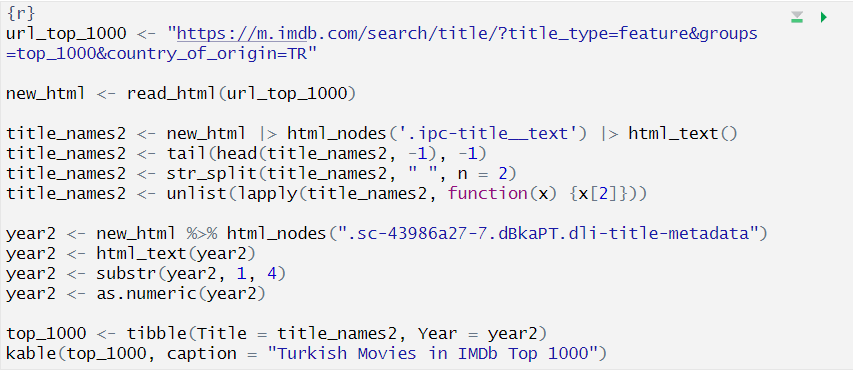 {r}
url_top_1000 <- "https://m.imdb.com/search/title/?title_type=feature&groups
=top_1000&country_of_origin=TR"
new_html <- read_html(url_top_1000)
title_names2 <- new_html |> html_nodes('.ipc-title__text') |> html_text()
title_names2 <- tail(head(title_names2, -1), -1)
title_names2 <- str_split(title_names2, " ", n = 2)
title_names2 <- unlist(lapply(title_names2, function(x) {x[2]}))
year2 <- new_html %>% html_nodes(".sc-43986a27-7.dBkaPT.dli-title-metadata")
year2 <- html_text(year2)
year2 <- substr(year2, 1, 4)
year2 <- as.numeric(year2)
top_1000 <- tibble(Title = title_names2, Year = year2)
kable(top_1000, caption = "Turkish Movies in IMDb Top 1000")